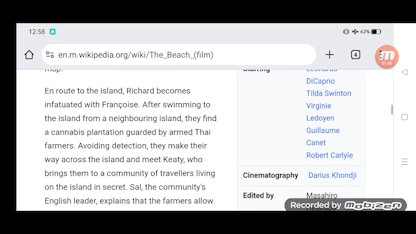 12:58
62%
en.m.wikipedia.org/wiki/The_Beach_(film)
4
map.
En route to the island, Richard becomes
infatuated with Françoise. After swimming to
the island from a neighbouring island, they find
a cannabis plantation guarded by armed Thai
farmers. Avoiding detection, they make their
way across the island and meet Keaty, who
brings them to a community of travellers living
on the island in secret. Sal, the community's
English leader, explains that the farmers allow
Starring
Leonardo
DiCaprio
Tilda Swinton
Virginie
Ledoyen
Guillaume
Canet
Robert Carlyle
Cinematography Darius Khondji
Edited by Masahiro
Recorded by Mobizen